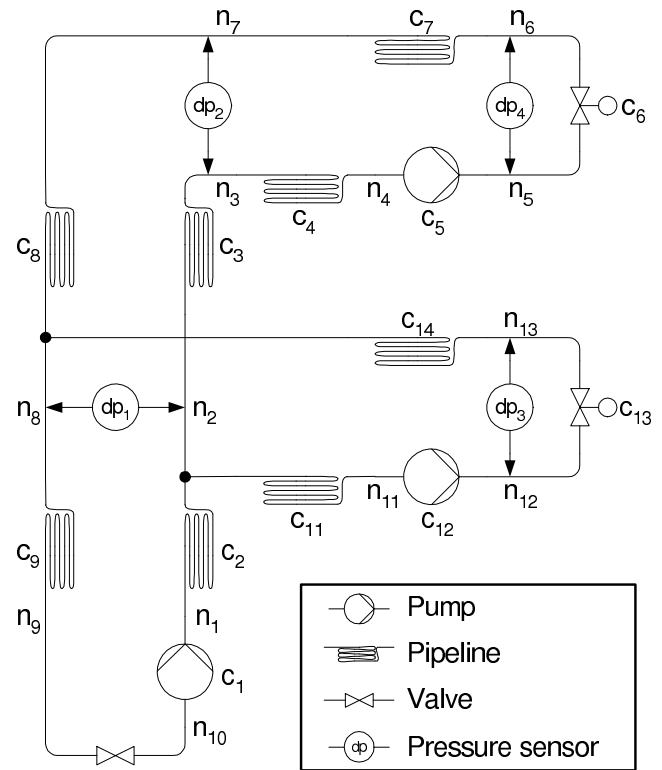 n7 c7 n6
dp2 dp4 c6
n3 c4 n4 c5 n5
c8 c3
c14 n13
n8 dp1 n2 dp3 c13
c11 n11 c12 n12
c9 c2
n9 n1
c1
n10
Pump
Pipeline
Valve
dp Pressure sensor